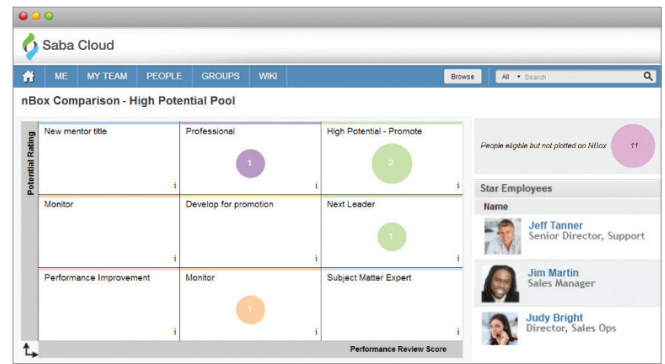 Saba Cloud
ME MY TEAM PEOPLE GROUPS WIKI Browse All Search
nBox Comparison - High Potential Pool
Potential Rating
New mentor title
i
Professional
1
i
High Potential - Promote
2
i
Monitor
i
Develop for promotion
i
Next Leader
1
i
Performance Improvement
i
Monitor
1
i
Subject Matter Expert
i
Performance Review Score
People eligible but not plotted on NBox 11
Star Employees
Name
Jeff Tanner
Senior Director, Support
Jim Martin
Sales Manager
Judy Bright
Director, Sales Ops